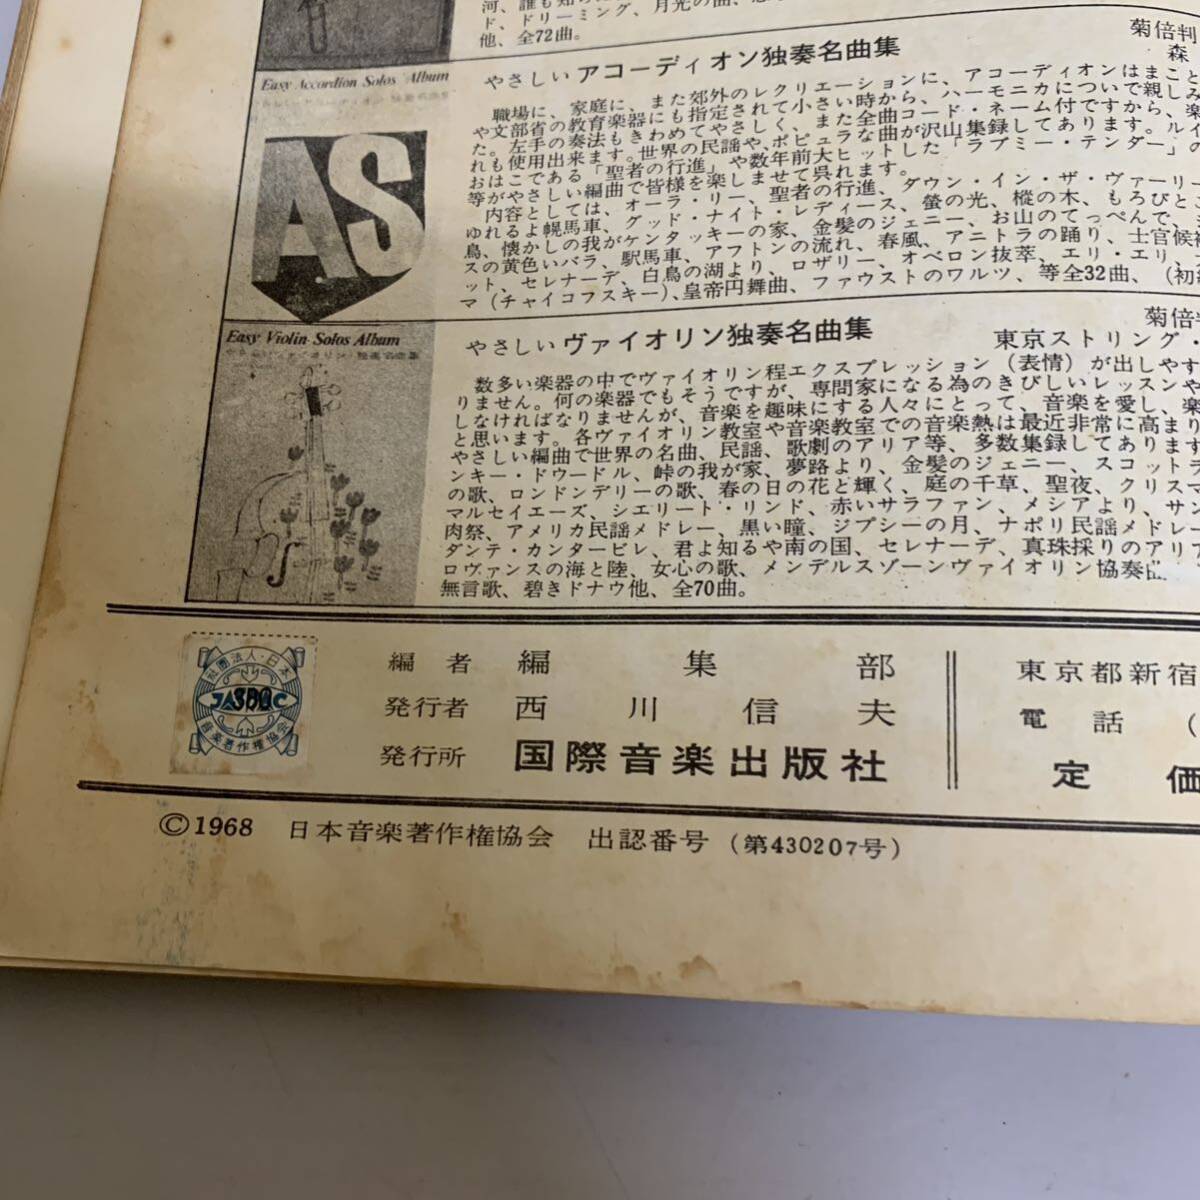 ド、ドリーミング、月光の曲、
他、全72曲。
Easy Accordion Solos Album
やさしい アコーディオン独奏名曲集
菊倍判
森
職場に、家庭に、また郊外のレクリエーションに、アコーディオンはまこと
や文部省の教育楽器にも指定されて小さい時から、ハーモニカについで親しみ
た。左手の奏法もきわめてやさしく、また全曲コード・ネーム付ですから、楽
れも使用出来ます。世界の民謡や、ポピュラな曲が沢山集録してあります。ルイ
おはこである「聖者の行進」や数年前大ヒットした「ラブミー・テンダー」の
等がやさしい編曲で皆様を楽しませて呉れます。
内容としては、オーラ・リー、聖者の行進、ダウン・イン・ザ・ヴァーリー
ゆれるよ幌馬車、グッド・ナイト・レディース、螢の光、樅の木、もろびとこ
鳥、懐かしの我がケンタッキーの家、金髪のジェニー、お山のてっぺんで、
スの黄色いバラ、駅馬車、アフトンの流れ、春風、アニトラの踊り、士官候補
ット、セレナーデ、白鳥の湖より、ロザリー、オベロン抜萃、エリ・エリ、
マ（チャイコフスキー）、皇帝円舞曲、ファウストのワルツ、等全32曲、（初級
AS
Easy Violin Solos Album
やさしい ヴァイオリン独奏名曲集
菊倍判
東京ストリング・
数多い楽器の中でヴァイオリン程エクスプレッション（表情）が出しやす
りません。何の楽器でもそうですが、専門家になる為のきびしいレッスンや
しなければなりませんが、音楽を趣味にする人々にとって、音楽を愛し、楽
と思います。各ヴァイオリン教室や音楽教室での音楽熱は最近非常に高まり
やさしい編曲で世界の名曲、民謡、歌劇のアリア等、多数集録してあります
ンキー・ドゥードル、峠の我が家、夢路より、金髪のジェニー、スコットラ
の歌、ロンドンデリーの歌、春の日の花と輝く、庭の千草、聖夜、クリスマ
マルセイエーズ、シエリート・リンド、赤いサラファン、メシアより、サン
肉祭、アメリカ民謡メドレー、黒い瞳、ジプシーの月、ナポリ民謡メドレー
ダンテ・カンタービレ、君よ知るや南の国、セレナーデ、真珠採りのアリア
ロヴァンスの海と陸、女心の歌、メンデルスゾーンヴァイオリン協奏曲、
無言歌、碧きドナウ他、全70曲。
社団法人・日本
JASRAC
音楽著作権協会
編者 編集部
発行者 西川信夫
発行所 国際音楽出版社
東京都新宿
電話（
定価
©1968 日本音楽著作権協会 出認番号（第430207号）